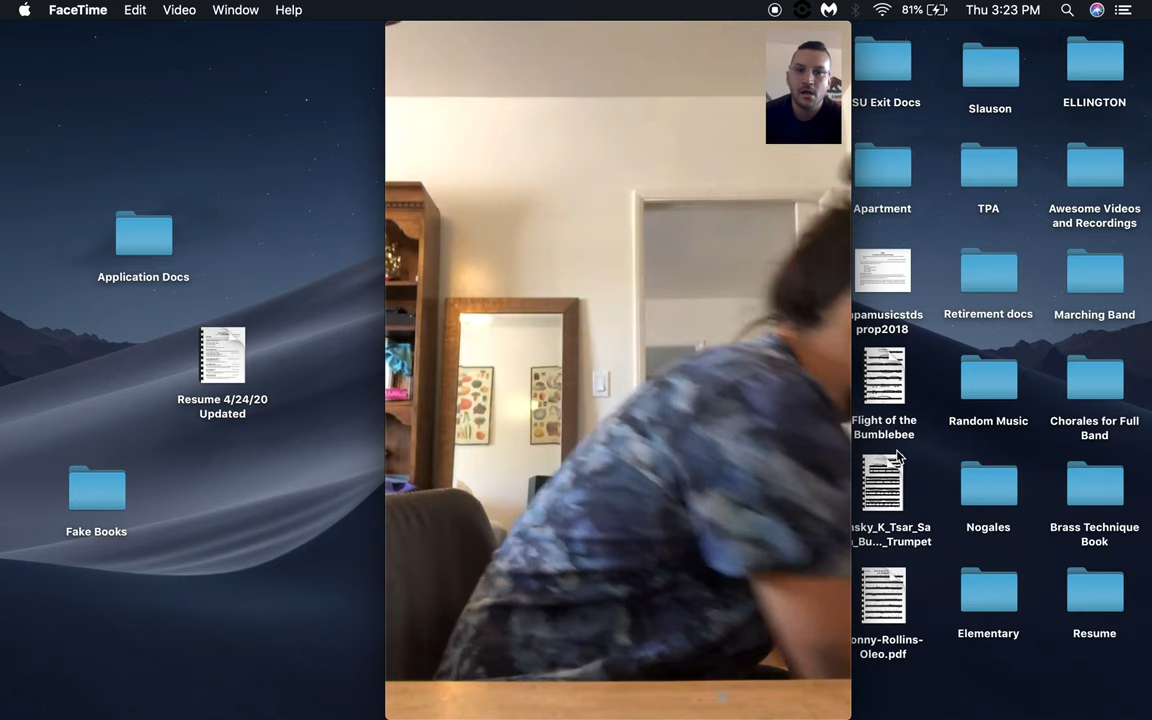 FaceTime Edit Video Window Help 81% Thu 3:23 PM
SU Exit Docs
Slauson
ELLINGTON
Apartment
TPA
Awesome Videos
and Recordings
Application Docs
pamusicstds
prop2018
Retirement docs
Marching Band
Resume 4/24/20
Updated
Flight of the
Bumblebee
Random Music
Chorales for Full
Band
Fake Books
nsky_K_Tsar_Sa
_Bu..._Trumpet
Nogales
Brass Technique
Book
onny-Rollins-
Oleo.pdf
Elementary
Resume